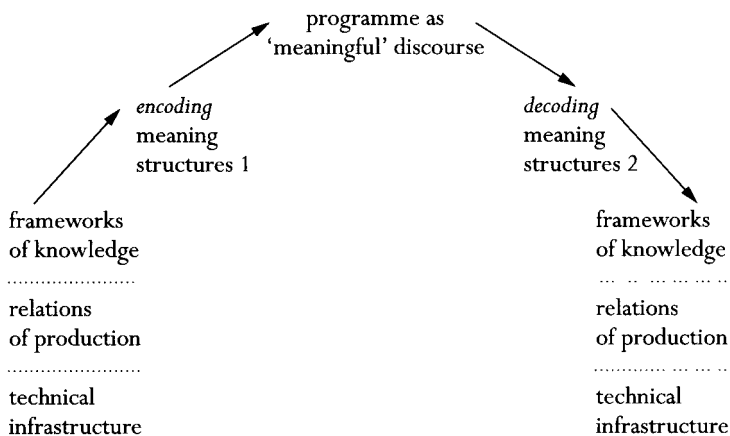 programme as
‘meaningful’ discourse
encoding
meaning
structures 1
decoding
meaning
structures 2
frameworks
of knowledge
relations
of production
technical
infrastructure
frameworks
of knowledge
relations
of production
technical
infrastructure